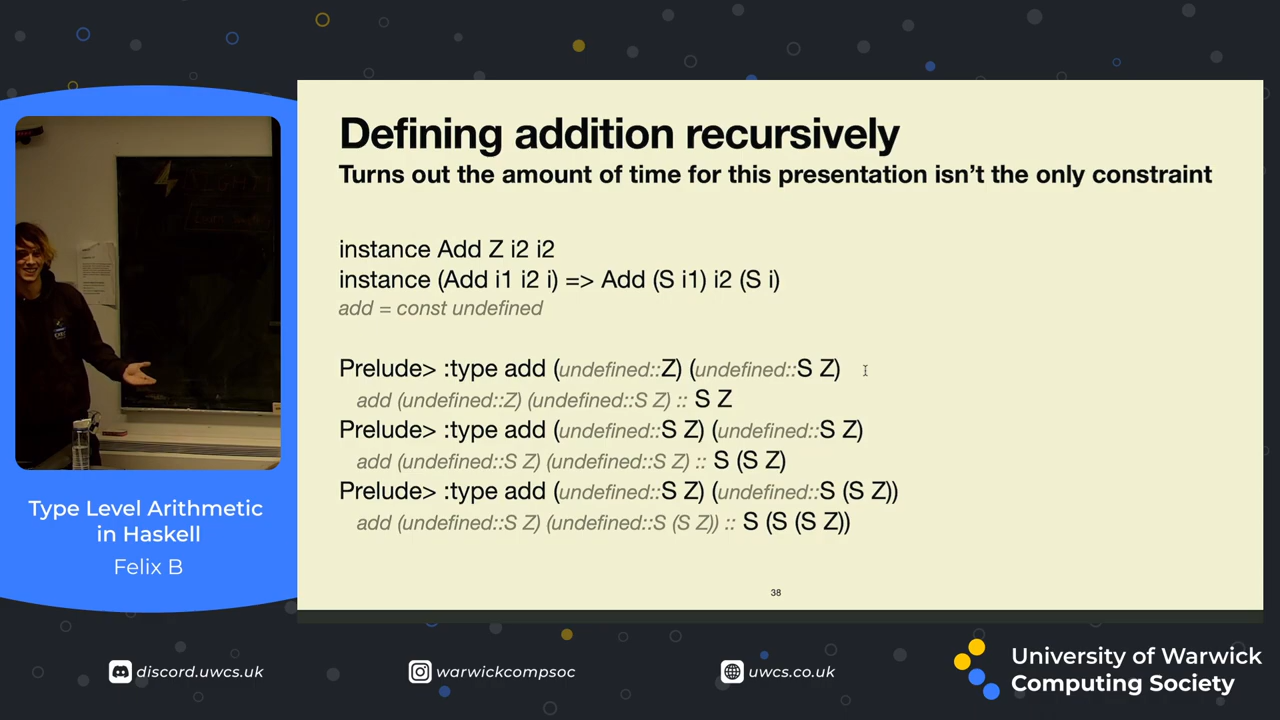 Defining addition recursively
Turns out the amount of time for this presentation isn't the only constraint
instance Add Z i2 i2
instance (Add i1 i2 i) => Add (S i1) i2 (S i)
add = const undefined
Prelude> :type add (undefined::Z) (undefined::S Z)
add (undefined::Z) (undefined::S Z) :: S Z
Prelude> :type add (undefined::S Z) (undefined::S Z)
add (undefined::S Z) (undefined::S Z) :: S (S Z)
Prelude> :type add (undefined::S Z) (undefined::S (S Z))
add (undefined::S Z) (undefined::S (S Z)) :: S (S (S Z))
38
Type Level Arithmetic
in Haskell
Felix B
discord.uwcs.uk
warwickcompsoc
uwcs.co.uk
University of Warwick
Computing Society